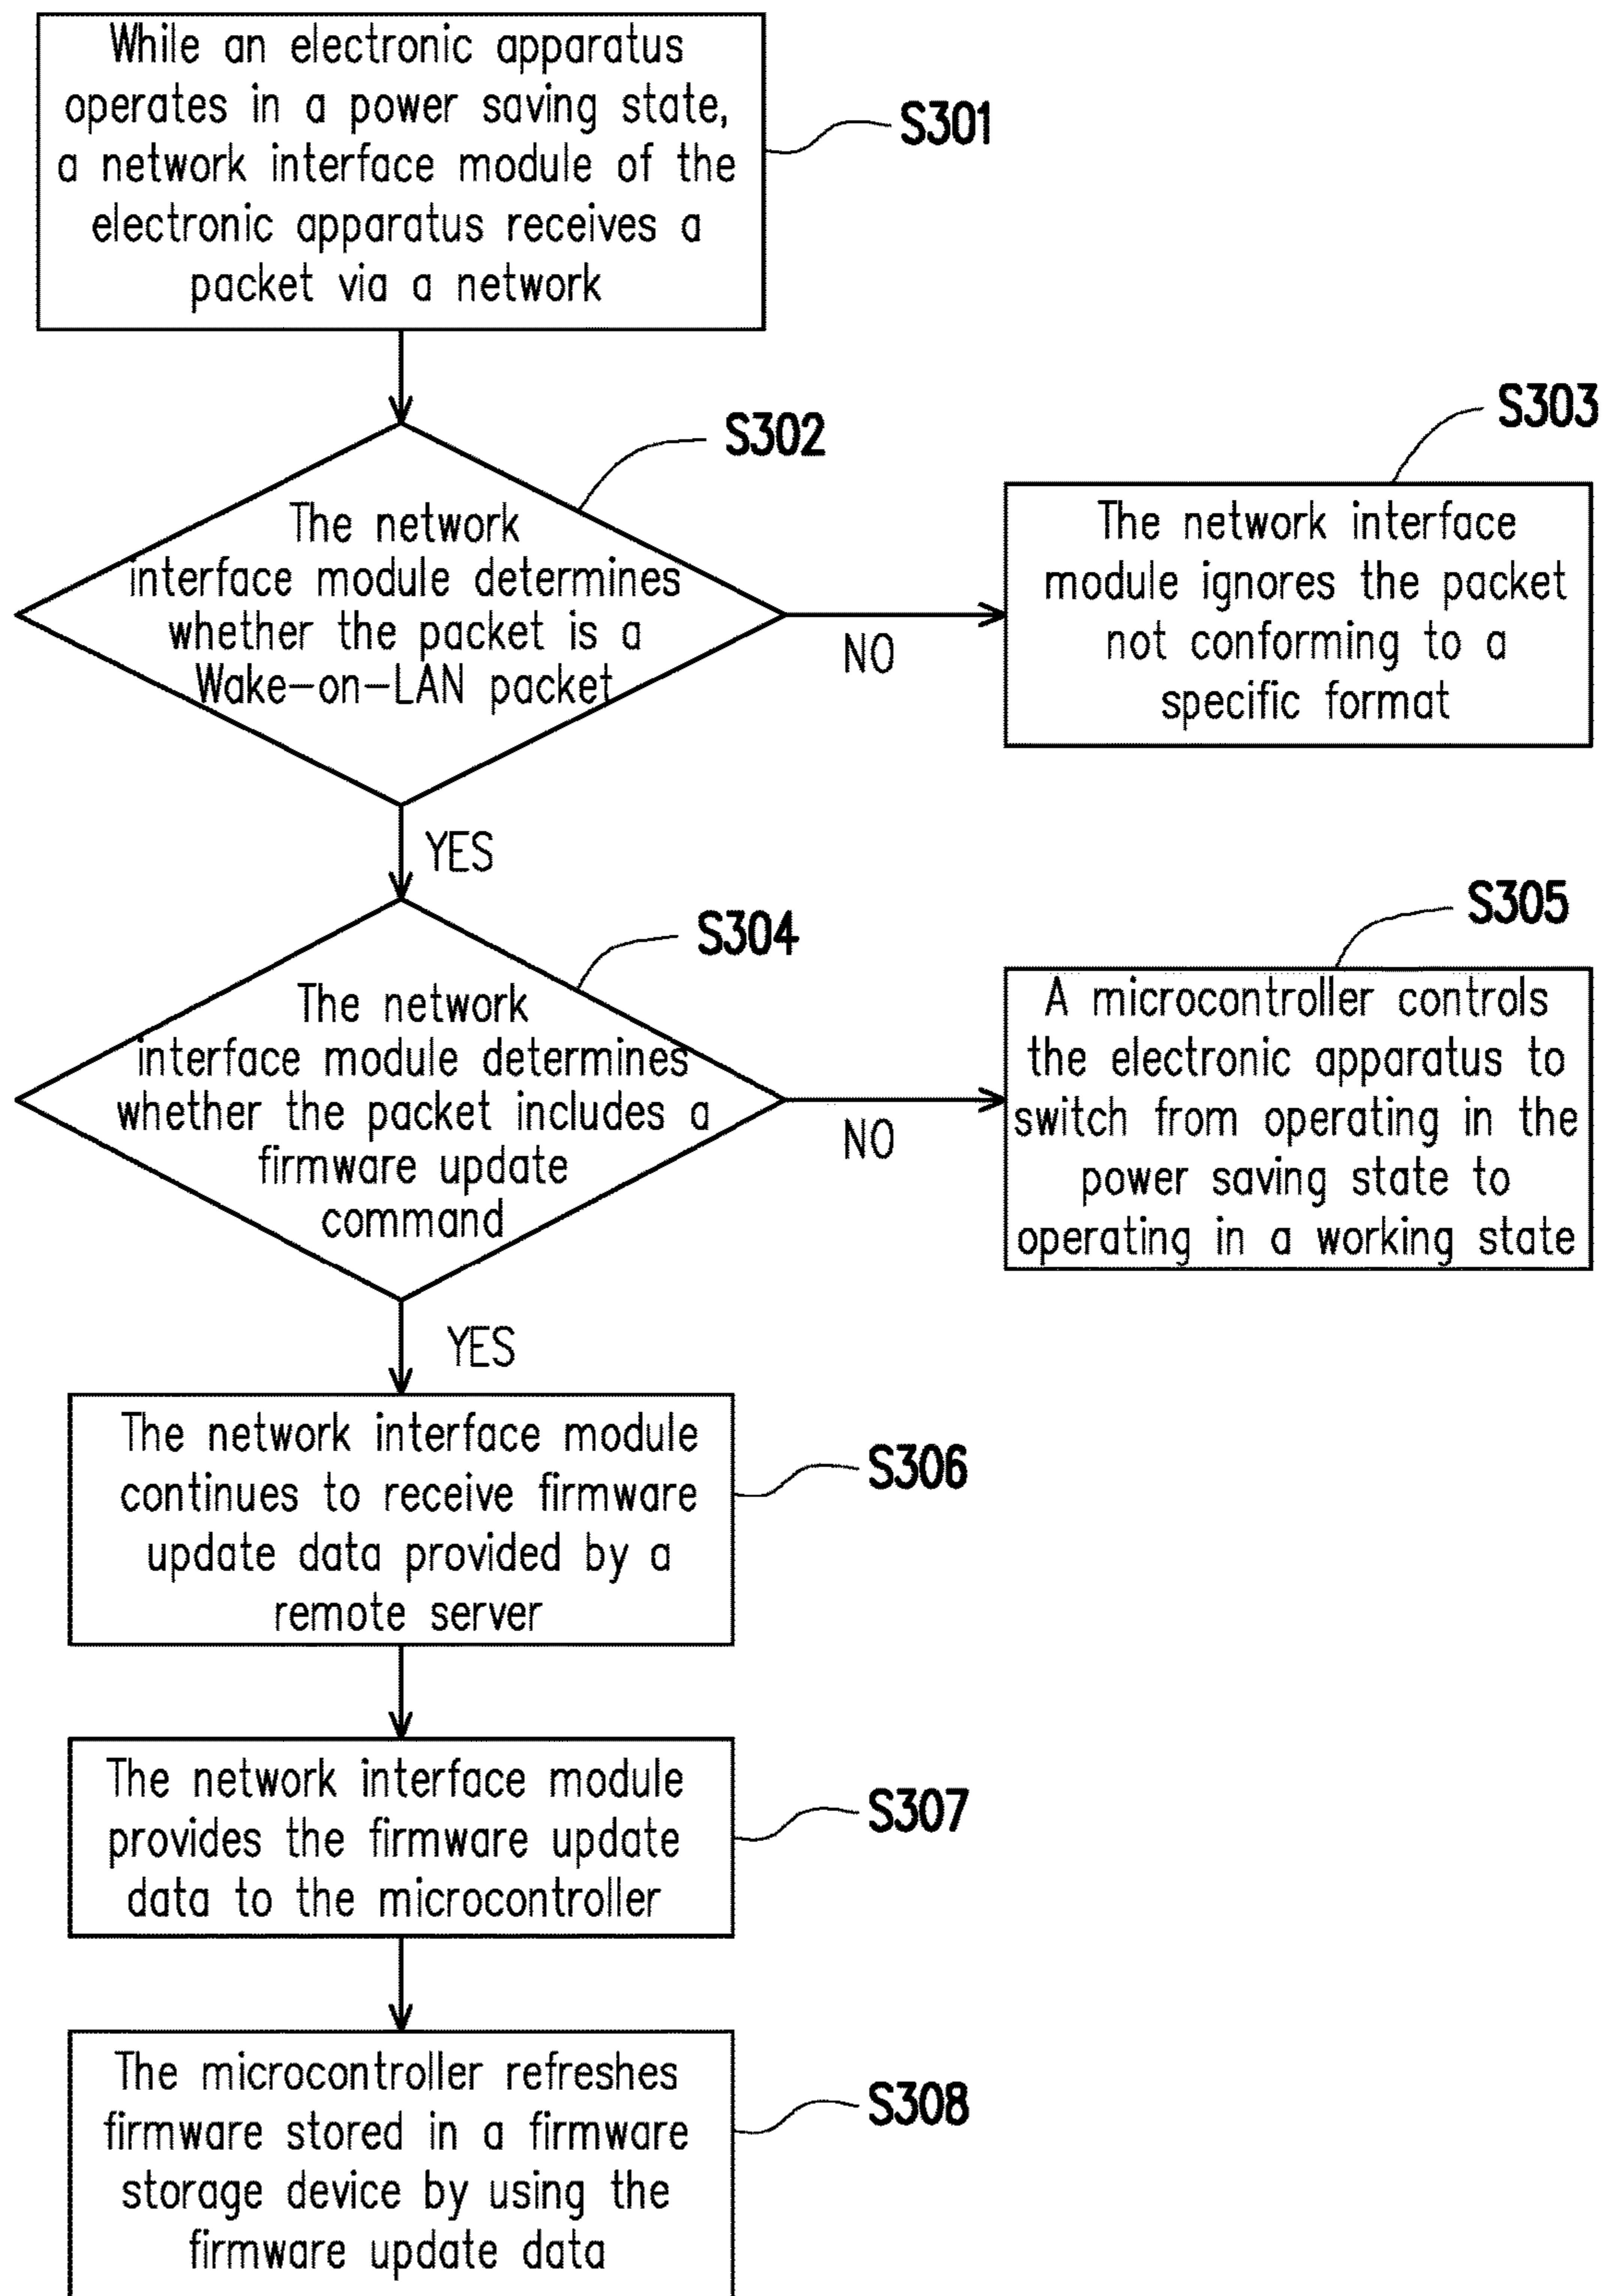 While an electronic apparatus
operates in a power saving state,
a network interface module of the
electronic apparatus receives a
packet via a network
S301
S302
The network
interface module determines
whether the packet is a
Wake-on-LAN packet
NO
S303
The network interface
module ignores the packet
not conforming to a
specific format
YES
S304
The network
interface module determines
whether the packet includes a
firmware update
command
NO
S305
A microcontroller controls
the electronic apparatus to
switch from operating in the
power saving state to
operating in a working state
YES
The network interface module
continues to receive firmware
update data provided by a
remote server
S306
The network interface module
provides the firmware update
data to the microcontroller
S307
The microcontroller refreshes
firmware stored in a firmware
storage device by using the
firmware update data
S308